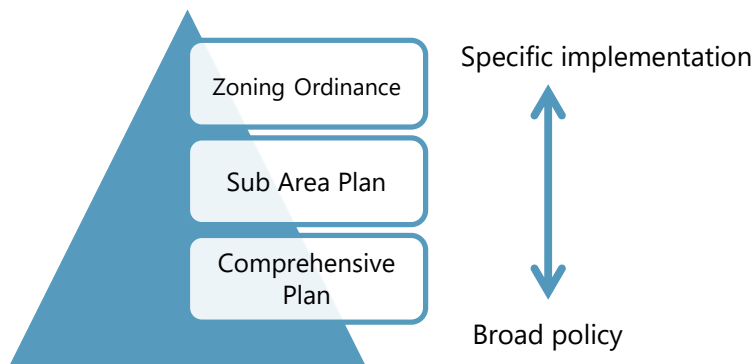 Specific implementation
Zoning Ordinance
Sub Area Plan
Comprehensive
Plan
Broad policy